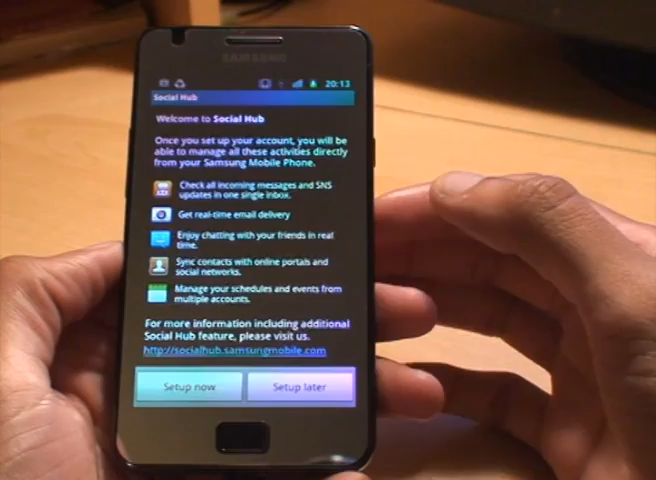 SAMSUNG
20:13
Social Hub
Welcome to Social Hub
Once you set up your account, you will be
able to manage all these activities directly
from your Samsung Mobile Phone.
Check all incoming messages and SNS
updates in one single inbox.
Get real-time email delivery
Enjoy chatting with your friends in real
time.
Sync contacts with online portals and
social networks.
Manage your schedules and events from
multiple accounts.
For more information including additional
Social Hub feature, please visit us.
http://socialhub.samsungmobile.com
Setup now
Setup later